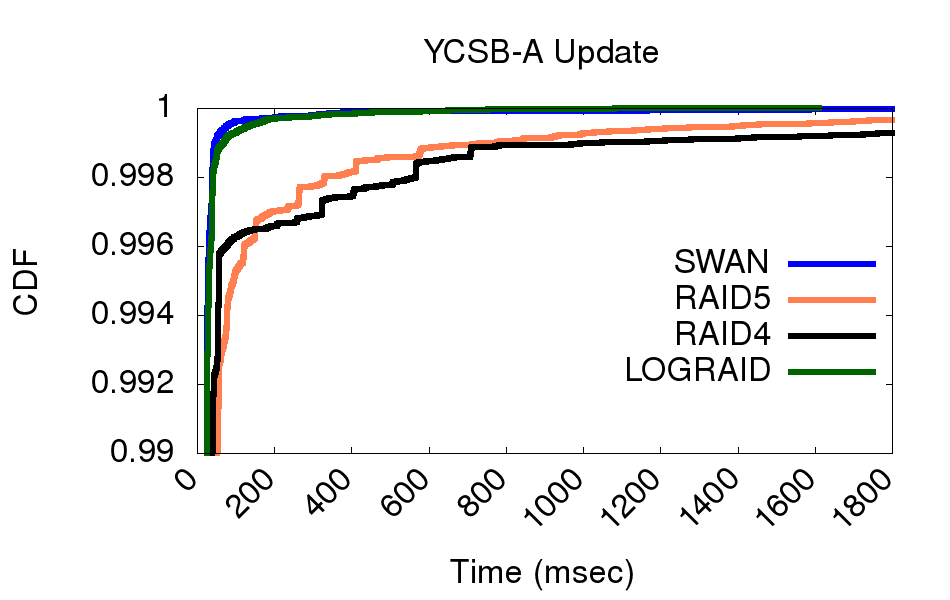 YCSB-A Update
1
0.998
0.996
0.994
0.992
0.99
CDF
SWAN
RAID5
RAID4
LOGRAID
0 200 400 600 800 1000 1200 1400 1600 1800
Time (msec)